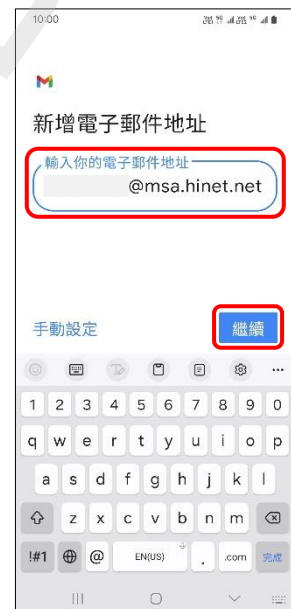 10:00
新增電子郵件地址
輸入你的電子郵件地址
@msa.hinet.net
手動設定
繼續
1 2 3 4 5 6 7 8 9 0
q w e r t y u i o p
a s d f g h j k l
z x c v b n m
!#1 @ EN(US) . .com 完成